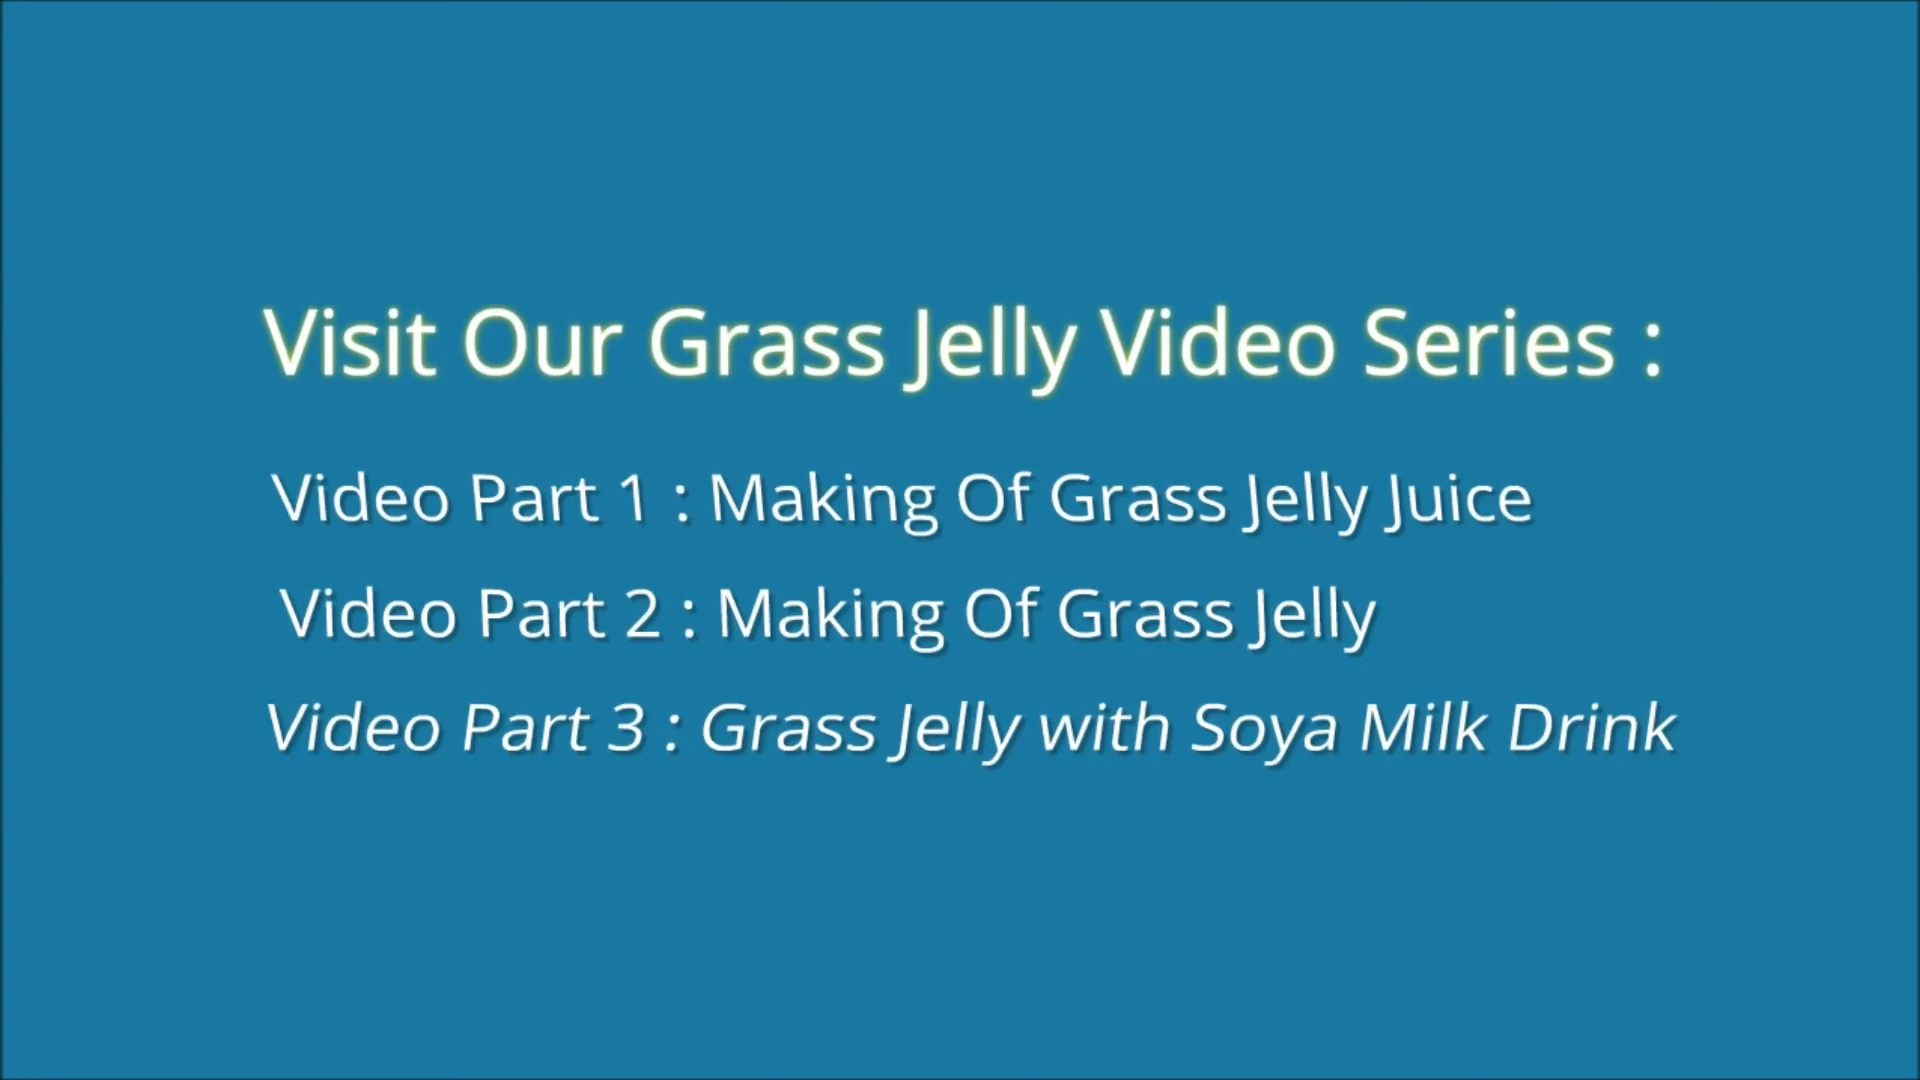 Visit Our Grass Jelly Video Series :
Video Part 1 : Making Of Grass Jelly Juice
Video Part 2 : Making Of Grass Jelly
Video Part 3 : Grass Jelly with Soya Milk Drink